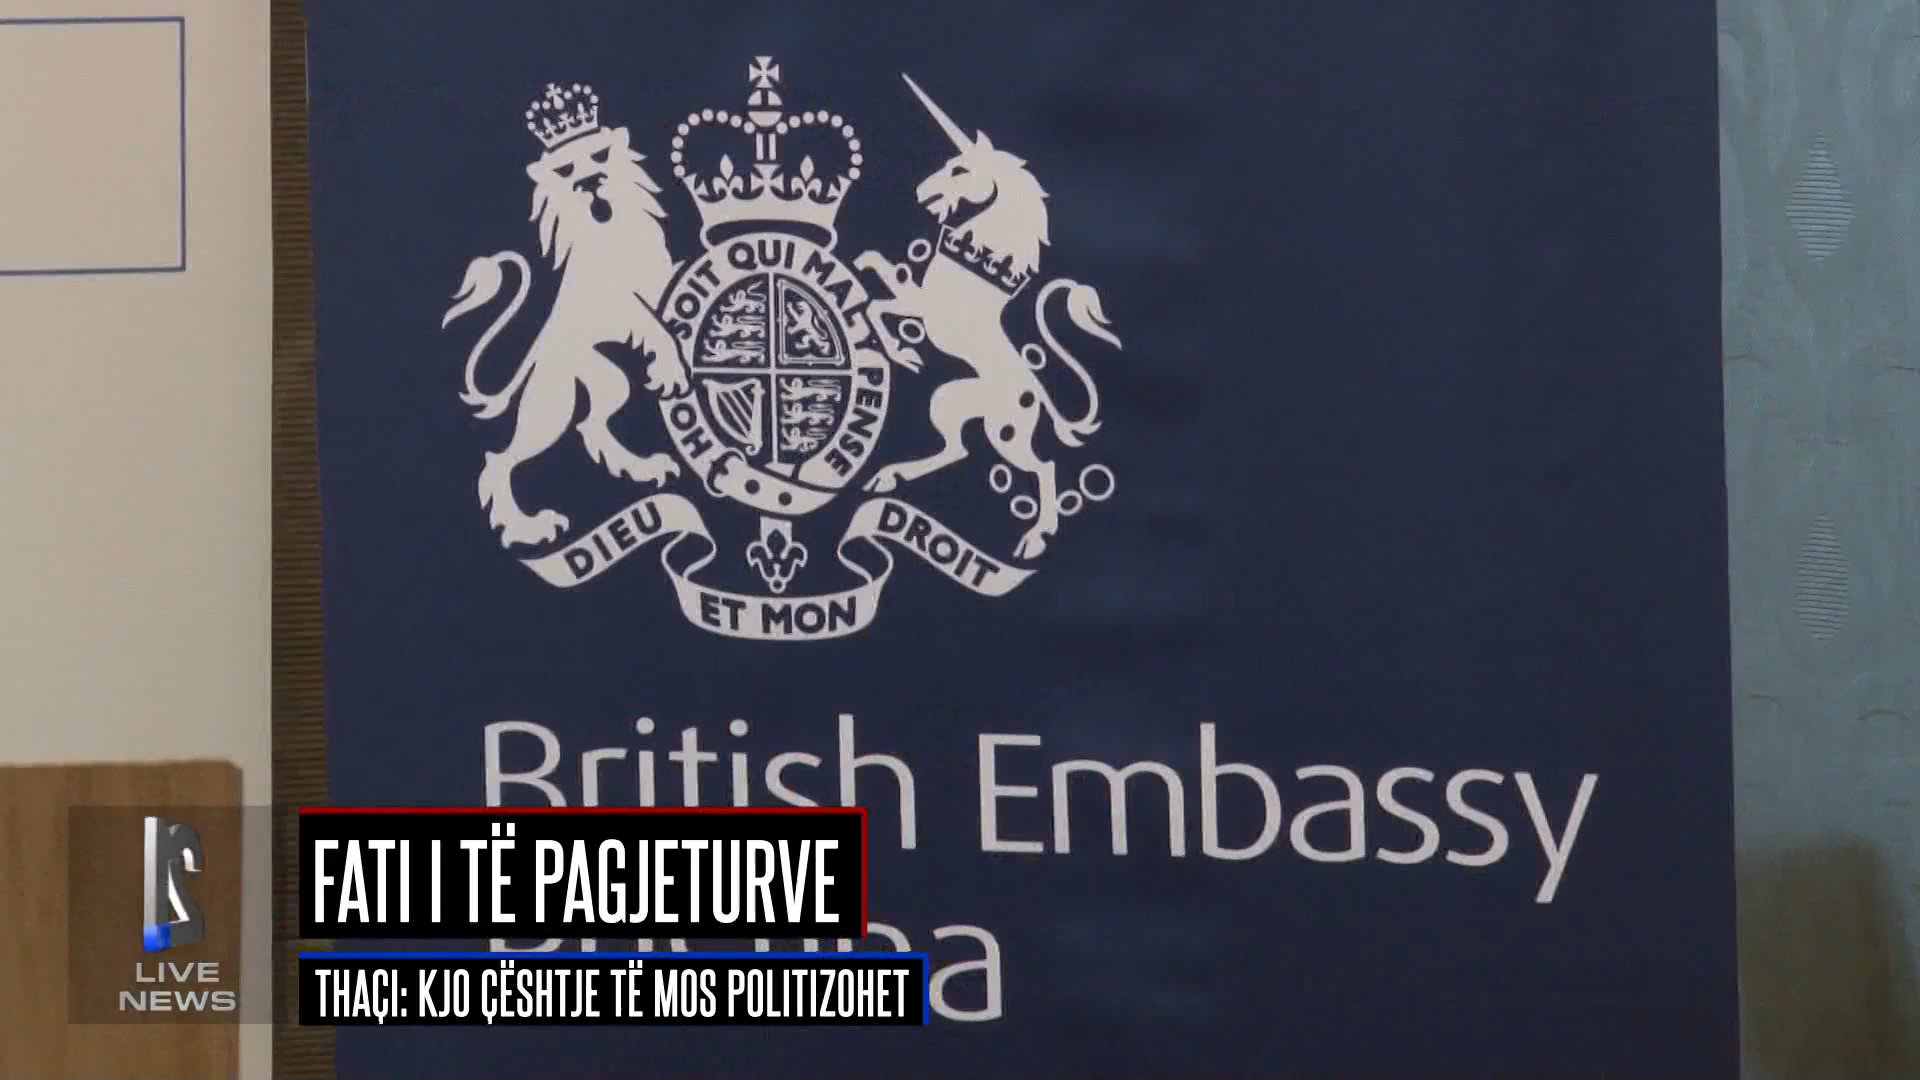 SOIT QUI MAL Y PENSE
HON
DIEU
ET MON
DROIT
British Embassy
FATI I TË PAGJETURVE
THAÇI: KJO ÇËSHTJE TË MOS POLITIZOHET
LIVE
NEWS